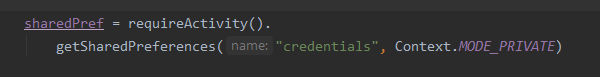 sharedPref = requireActivity().
getSharedPreferences( name: "credentials", Context.MODE_PRIVATE)